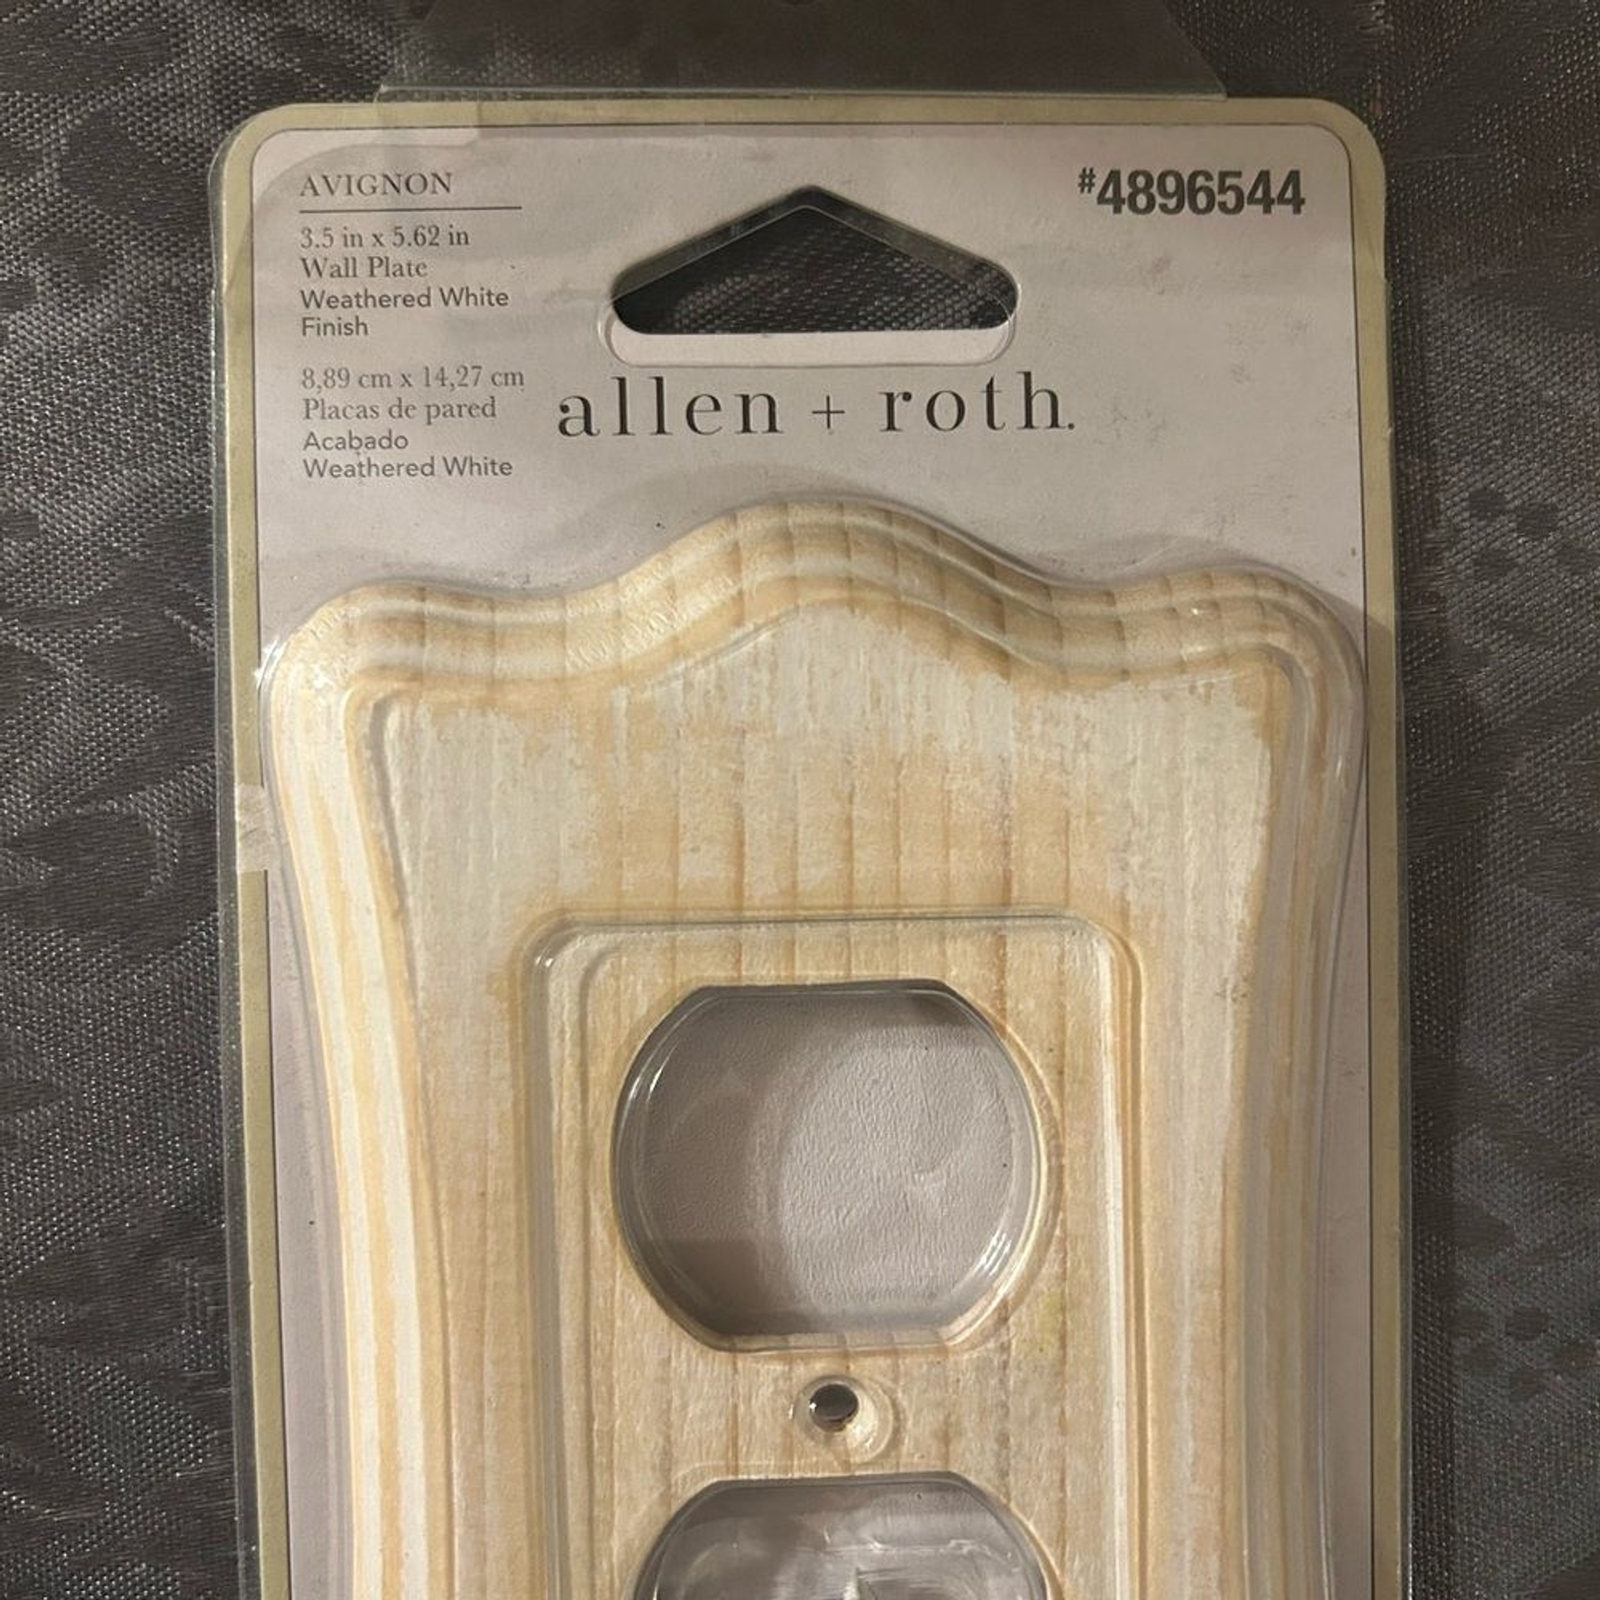 AVIGNON
3.5 in x 5.62 in
Wall Plate
Weathered White
Finish
8,89 cm x 14,27 cm
Placas de pared
Acabado
Weathered White
#4896544
allen + roth.